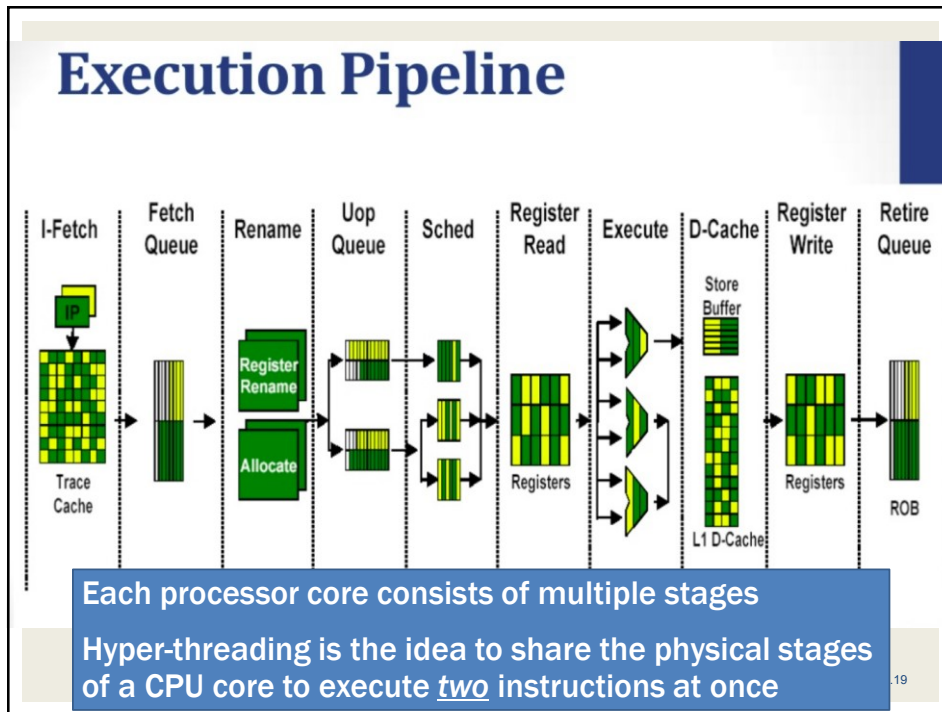 Execution Pipeline
I-Fetch
Fetch
Queue
Rename
Uop
Queue
Sched
Register
Read
Execute
D-Cache
Register
Write
Retire
Queue
IP
Trace
Cache
Register
Rename
Allocate
Registers
Store
Buffer
L1 D-Cache
Registers
ROB
Each processor core consists of multiple stages
Hyper-threading is the idea to share the physical stages
of a CPU core to execute two instructions at once
.19